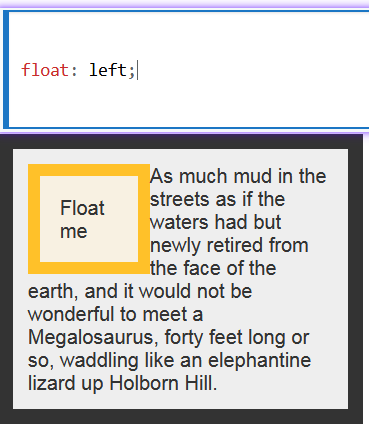 float: left;
Float
me
As much mud in the
streets as if the
waters had but
newly retired from
the face of the
earth, and it would not be
wonderful to meet a
Megalosaurus, forty feet long or
so, waddling like an elephantine
lizard up Holborn Hill.